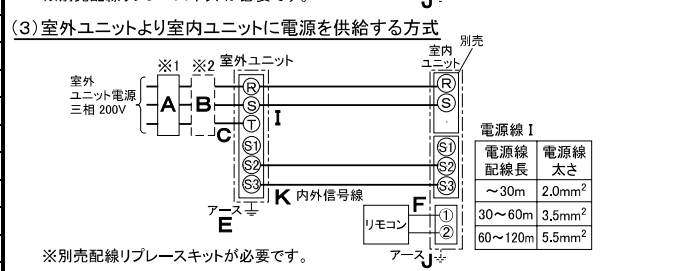 (3)室外ユニットより室内ユニットに電源を供給する方式
※1 ※2 室外ユニット
室内
ユニット
別売
室外
ユニット電源
三相 200V
A
B
C
R
S
T
S1
S2
S3
I
R
S
S1
S2
S3
K 内外信号線
アース
E
F
リモコン
①
②
アース
J
電源線 I
電源線
配線長
電源線
太さ
～30m 2.0mm²
30～60m 3.5mm²
60～120m 5.5mm²
※別売配線リプレースキットが必要です。